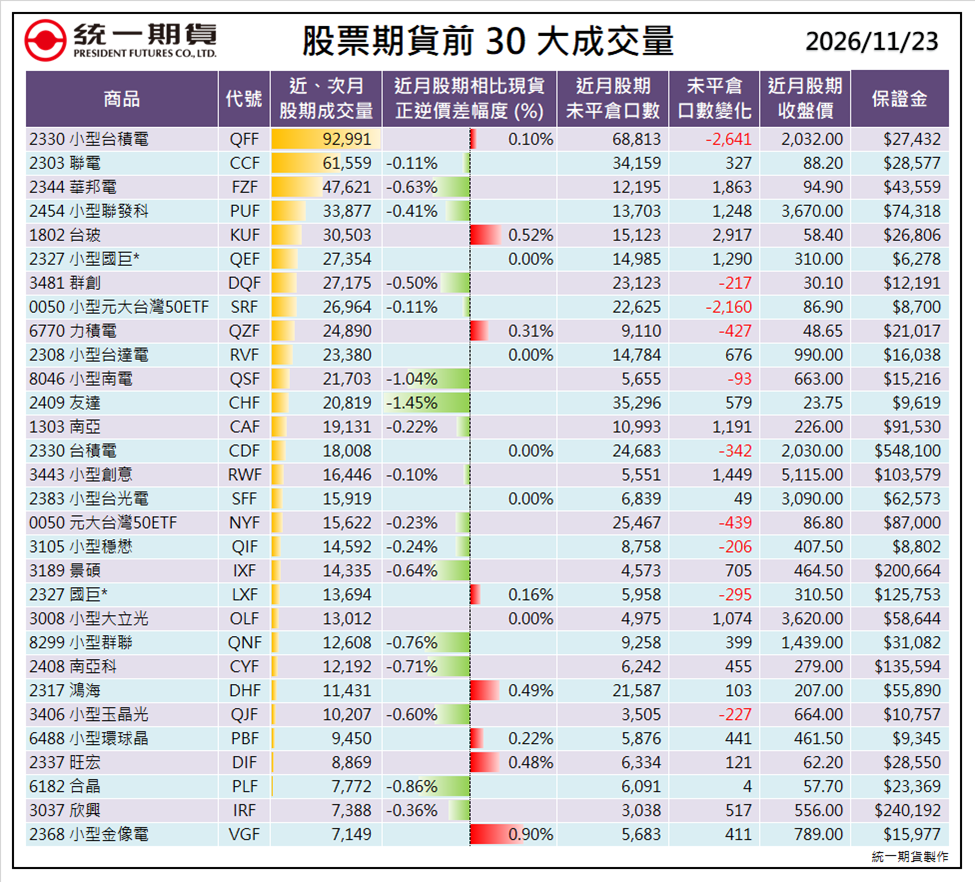 統一期貨
PRESIDENT FUTURES CO., LTD.
股票期貨前 30 大成交量
2026/11/23
商品 代號 近、次月股期成交量 近月股期相比現貨正逆價差幅度 (%) 近月股期未平倉口數 未平倉口數變化 近月股期收盤價 保證金
2330 小型台積電 QFF 92,991 0.10% 68,813 -2,641 2,032.00 $27,432
2303 聯電 CCF 61,559 -0.11% 34,159 327 88.20 $28,577
2344 華邦電 FZF 47,621 -0.63% 12,195 1,863 94.90 $43,559
2454 小型聯發科 PUF 33,877 -0.41% 13,703 1,248 3,670.00 $74,318
1802 台玻 KUF 30,503 0.52% 15,123 2,917 58.40 $26,806
2327 小型國巨* QEF 27,354 0.00% 14,985 1,290 310.00 $6,278
3481 群創 DQF 27,175 -0.50% 23,123 -217 30.10 $12,191
0050 小型元大台灣50ETF SRF 26,964 -0.11% 22,625 -2,160 86.90 $8,700
6770 力積電 QZF 24,890 0.31% 9,110 -427 48.65 $21,017
2308 小型台達電 RVF 23,380 0.00% 14,784 676 990.00 $16,038
8046 小型南電 QSF 21,703 -1.04% 5,655 -93 663.00 $15,216
2409 友達 CHF 20,819 -1.45% 35,296 579 23.75 $9,619
1303 南亞 CAF 19,131 -0.22% 10,993 1,191 226.00 $91,530
2330 台積電 CDF 18,008 0.00% 24,683 -342 2,030.00 $548,100
3443 小型創意 RWF 16,446 -0.10% 5,551 1,449 5,115.00 $103,579
2383 小型台光電 SFF 15,919 0.00% 6,839 49 3,090.00 $62,573
0050 元大台灣50ETF NYF 15,622 -0.23% 25,467 -439 86.80 $87,000
3105 小型穩懋 QIF 14,592 -0.24% 8,758 -206 407.50 $8,802
3189 景碩 IXF 14,335 -0.64% 4,573 705 464.50 $200,664
2327 國巨* LXF 13,694 0.16% 5,958 -295 310.50 $125,753
3008 小型大立光 OLF 13,012 0.00% 4,975 1,074 3,620.00 $58,644
8299 小型群聯 QNF 12,608 -0.76% 9,258 399 1,439.00 $31,082
2408 南亞科 CYF 12,192 -0.71% 6,242 455 279.00 $135,594
2317 鴻海 DHF 11,431 0.49% 21,587 103 207.00 $55,890
3406 小型玉晶光 QJF 10,207 -0.60% 3,505 -227 664.00 $10,757
6488 小型環球晶 PBF 9,450 0.22% 5,876 441 461.50 $9,345
2337 旺宏 DIF 8,869 0.48% 6,334 121 62.20 $28,550
6182 合晶 PLF 7,772 -0.86% 6,091 4 57.70 $23,369
3037 欣興 IRF 7,388 -0.36% 3,038 517 556.00 $240,192
2368 小型金像電 VGF 7,149 0.90% 5,683 411 789.00 $15,977
統一期貨製作